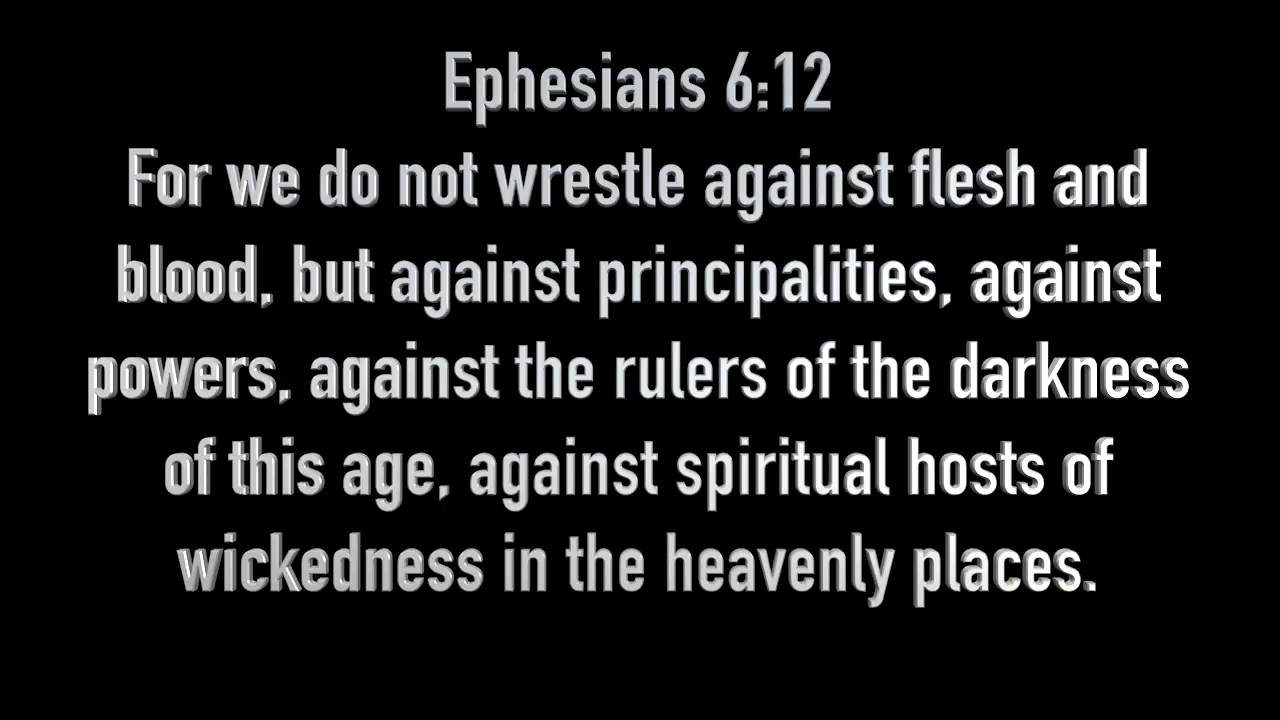 Ephesians 6:12
For we do not wrestle against flesh and
blood, but against principalities, against
powers, against the rulers of the darkness
of this age, against spiritual hosts of
wickedness in the heavenly places.